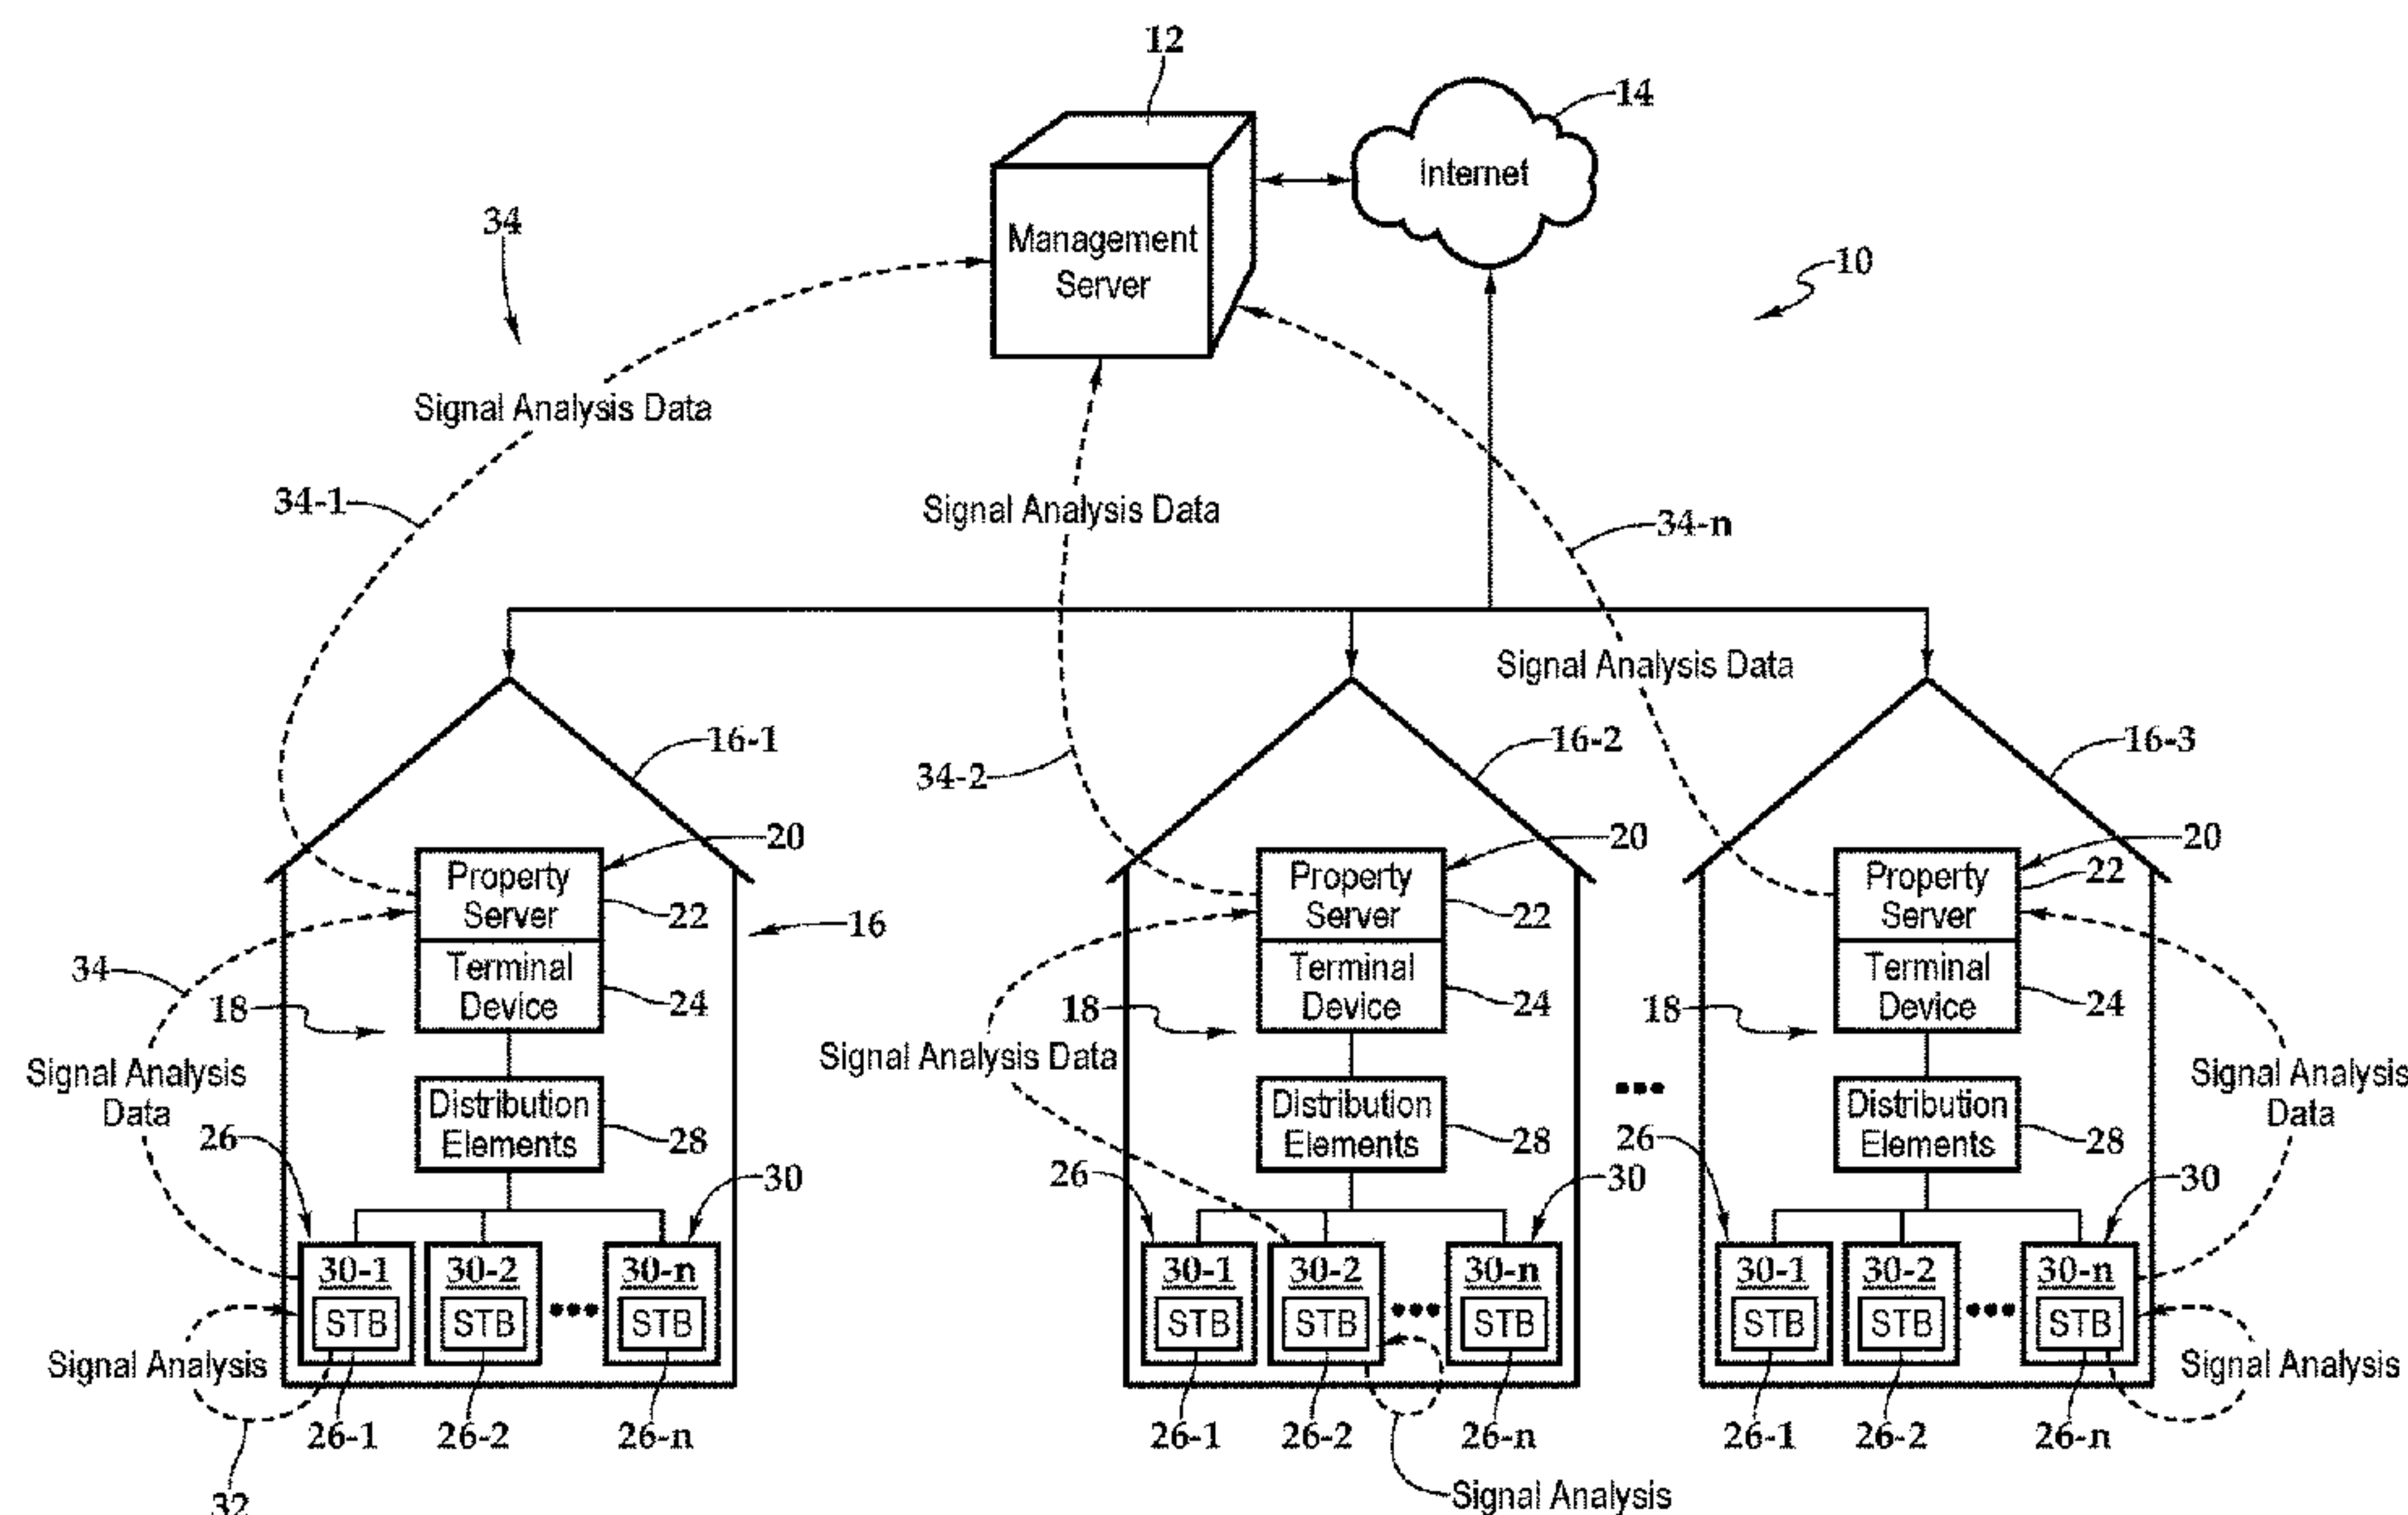 12
14
Internet
34
Management
Server
10
Signal Analysis Data
34-1
Signal Analysis Data
34-n
Signal Analysis Data
16-1
34-2
16-2
16-3
20
20
20
Property
Server
22
16
Property
Server
22
Property
Server
22
34
18
Terminal
Device
24
18
Terminal
Device
24
18
Terminal
Device
24
Signal Analysis
Data
Signal Analysis Data
Signal Analysis
Data
26
Distribution
Elements
28
30
26
Distribution
Elements
28
30
26
Distribution
Elements
28
30
30-1
30-2
30-n
30-1
30-2
30-n
30-1
30-2
30-n
STB
STB
STB
STB
STB
STB
STB
STB
STB
Signal Analysis
Signal Analysis
26-1
26-2
26-n
26-1
26-2
26-n
26-1
26-2
26-n
32
Signal Analysis